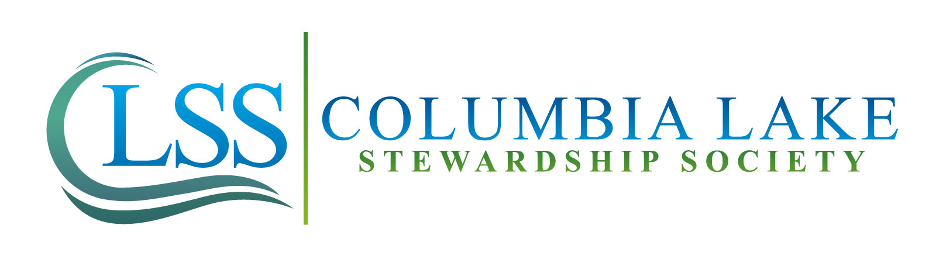 CLSS
COLUMBIA LAKE
STEWARDSHIP SOCIETY